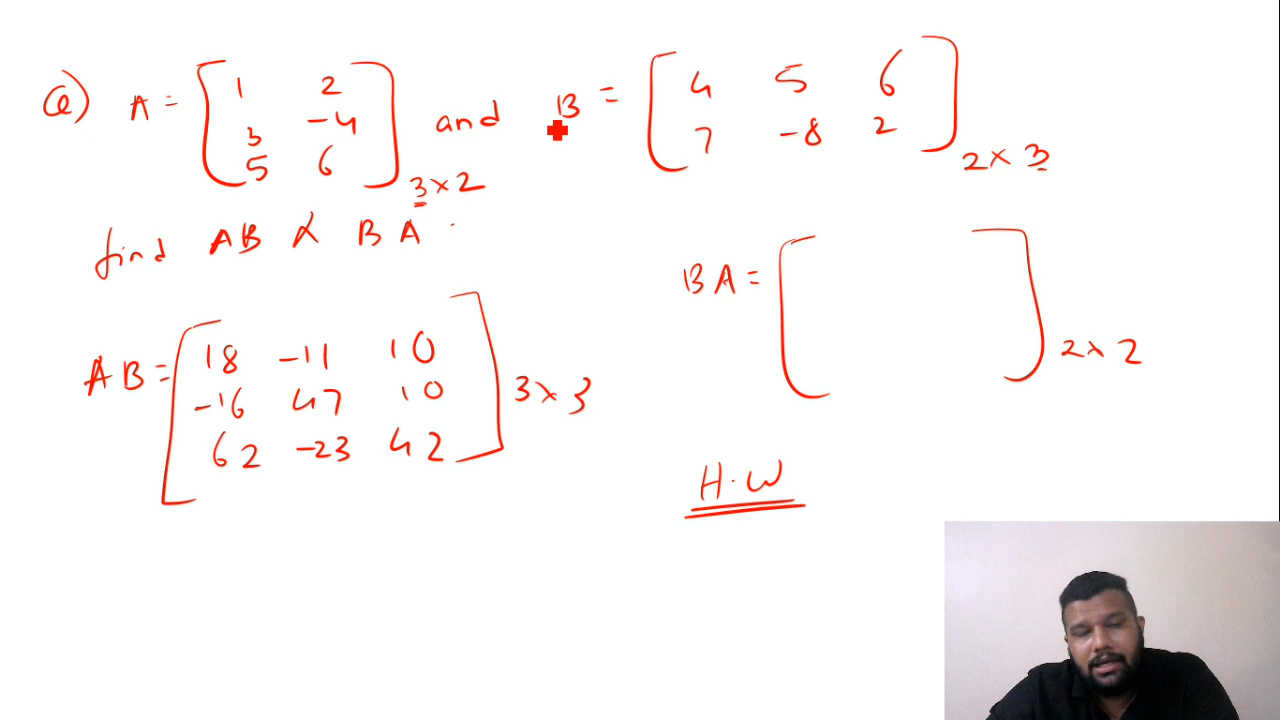 Q) A = [ 1 2 and B = [ 4 5 6 ]
3 -4
5 6 ] 3×2
7 -8 2 ] 2×3
find AB & BA.
AB = [ 18 -11 10
-16 47 10
62 -23 42 ] 3×3
BA = [ ] 2×2
H.W